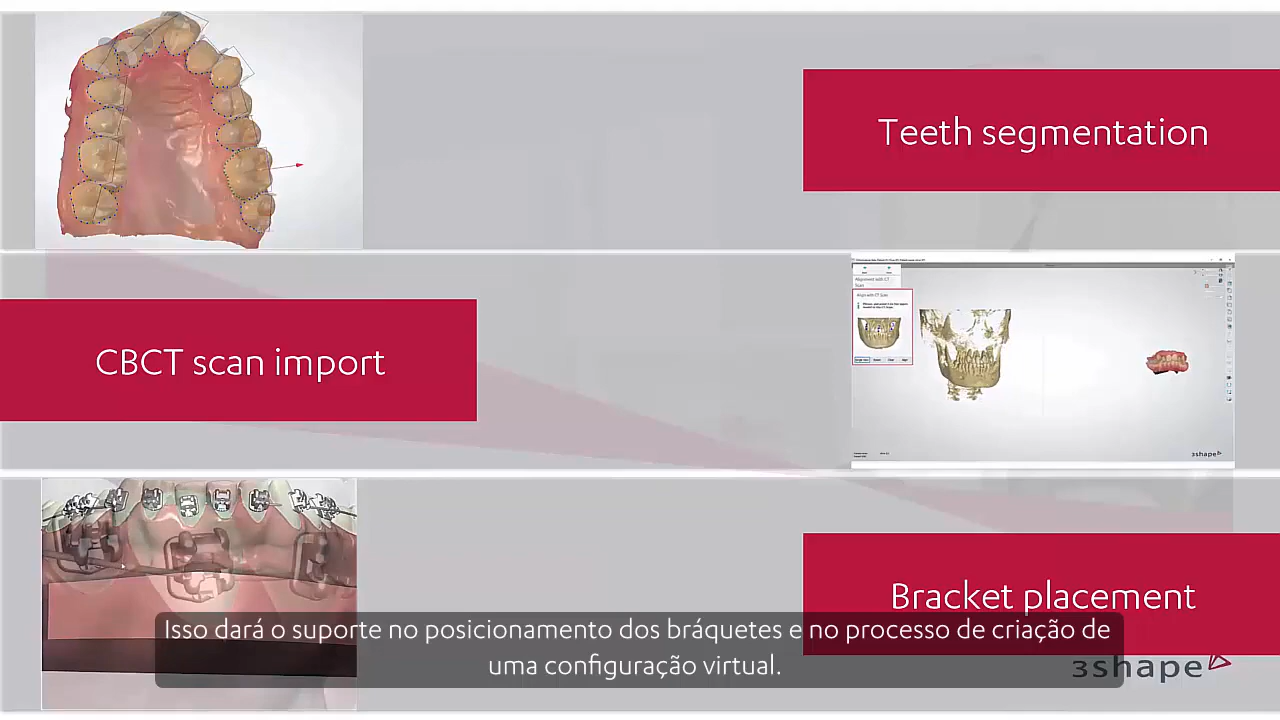 Teeth segmentation
CBCT scan import
3shape
Bracket placement
Isso dará o suporte no posicionamento dos bráquetes e no processo de criação de
uma configuração virtual.
3shape